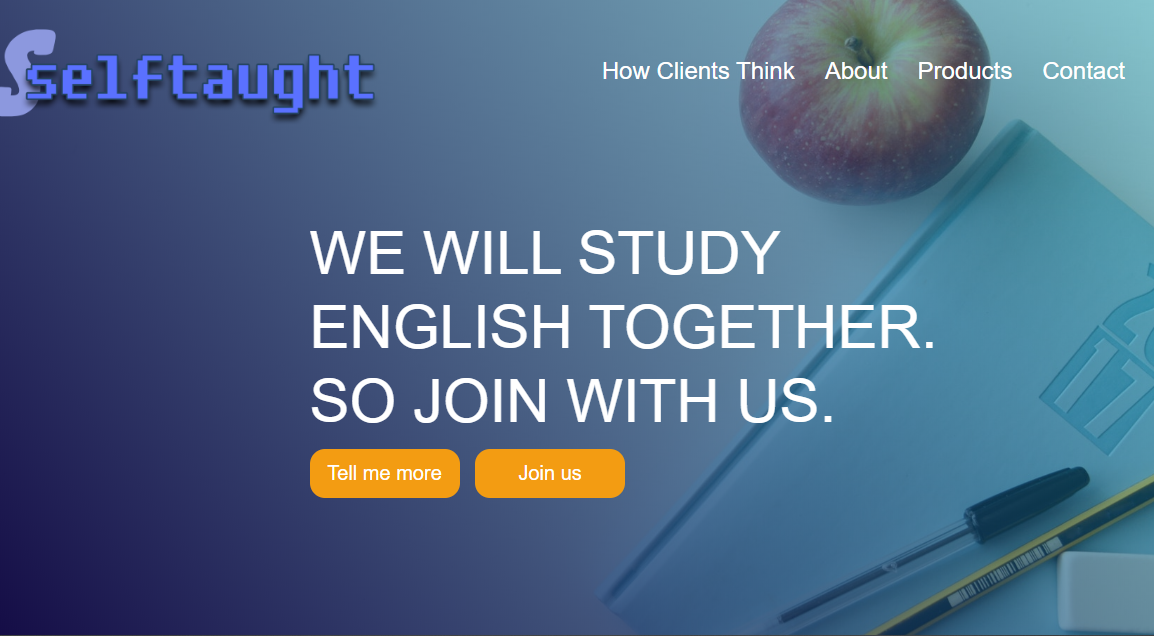 selftaught
How Clients Think About Products Contact
WE WILL STUDY
ENGLISH TOGETHER.
SO JOIN WITH US.
Tell me more Join us